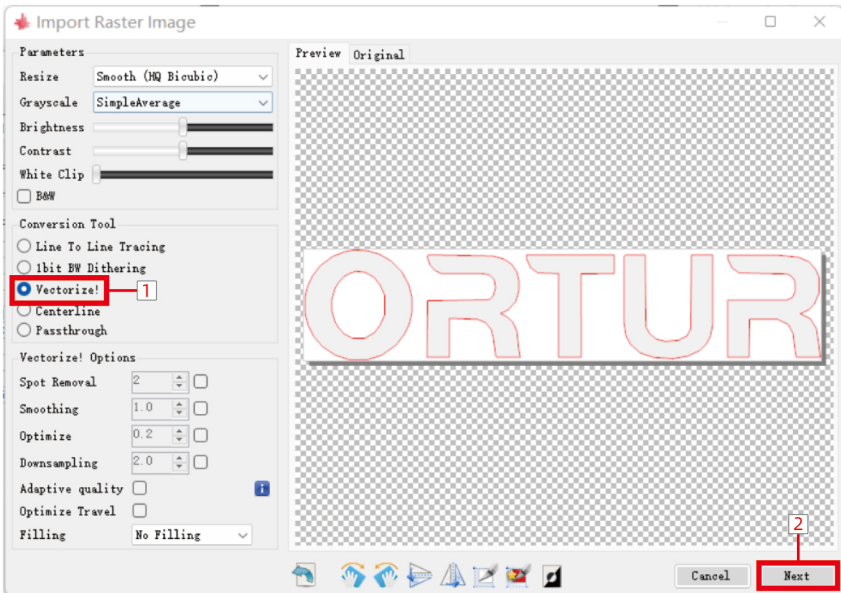 Import Raster Image
Parameters
Resize Smooth (HQ Bicubic)
Grayscale SimpleAverage
Brightness
Contrast
White Clip
B&W
Conversion Tool
Line To Line Tracing
1bit BW Dithering
Vectorize! 1
Centerline
Passthrough
Vectorize! Options
Spot Removal 2
Smoothing 1.0
Optimize 0.2
Downsampling 2.0
Adaptive quality
Optimize Travel
Filling No Filling
Preview Original
ORTUR
2
Cancel Next